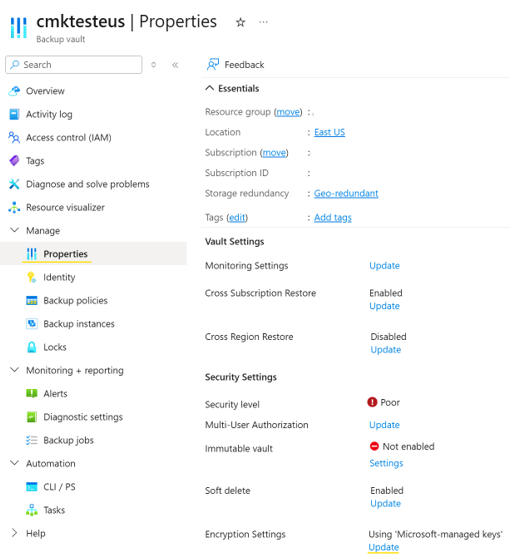 cmktesteus | Properties
Backup vault
Search
Overview
Activity log
Access control (IAM)
Tags
Diagnose and solve problems
Resource visualizer
Manage
Properties
Identity
Backup policies
Backup instances
Locks
Monitoring + reporting
Alerts
Diagnostic settings
Backup jobs
Automation
CLI / PS
Tasks
Help
Feedback
Essentials
Resource group (move) : .
Location : East US
Subscription (move) :
Subscription ID :
Storage redundancy : Geo-redundant
Tags (edit) : Add tags
Vault Settings
Monitoring Settings Update
Cross Subscription Restore Enabled
Update
Cross Region Restore Disabled
Update
Security Settings
Security level Poor
Multi-User Authorization Update
Immutable vault Not enabled
Settings
Soft delete Enabled
Update
Encryption Settings Using 'Microsoft-managed keys'
Update